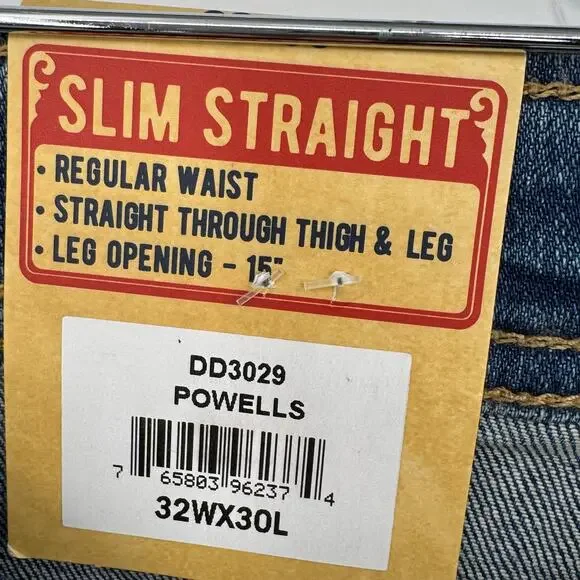 SLIM STRAIGHT
• REGULAR WAIST
• STRAIGHT THROUGH THIGH & LEG
• LEG OPENING - 15"
DD3029
POWELLS
7 65803 96237 4
32WX30L